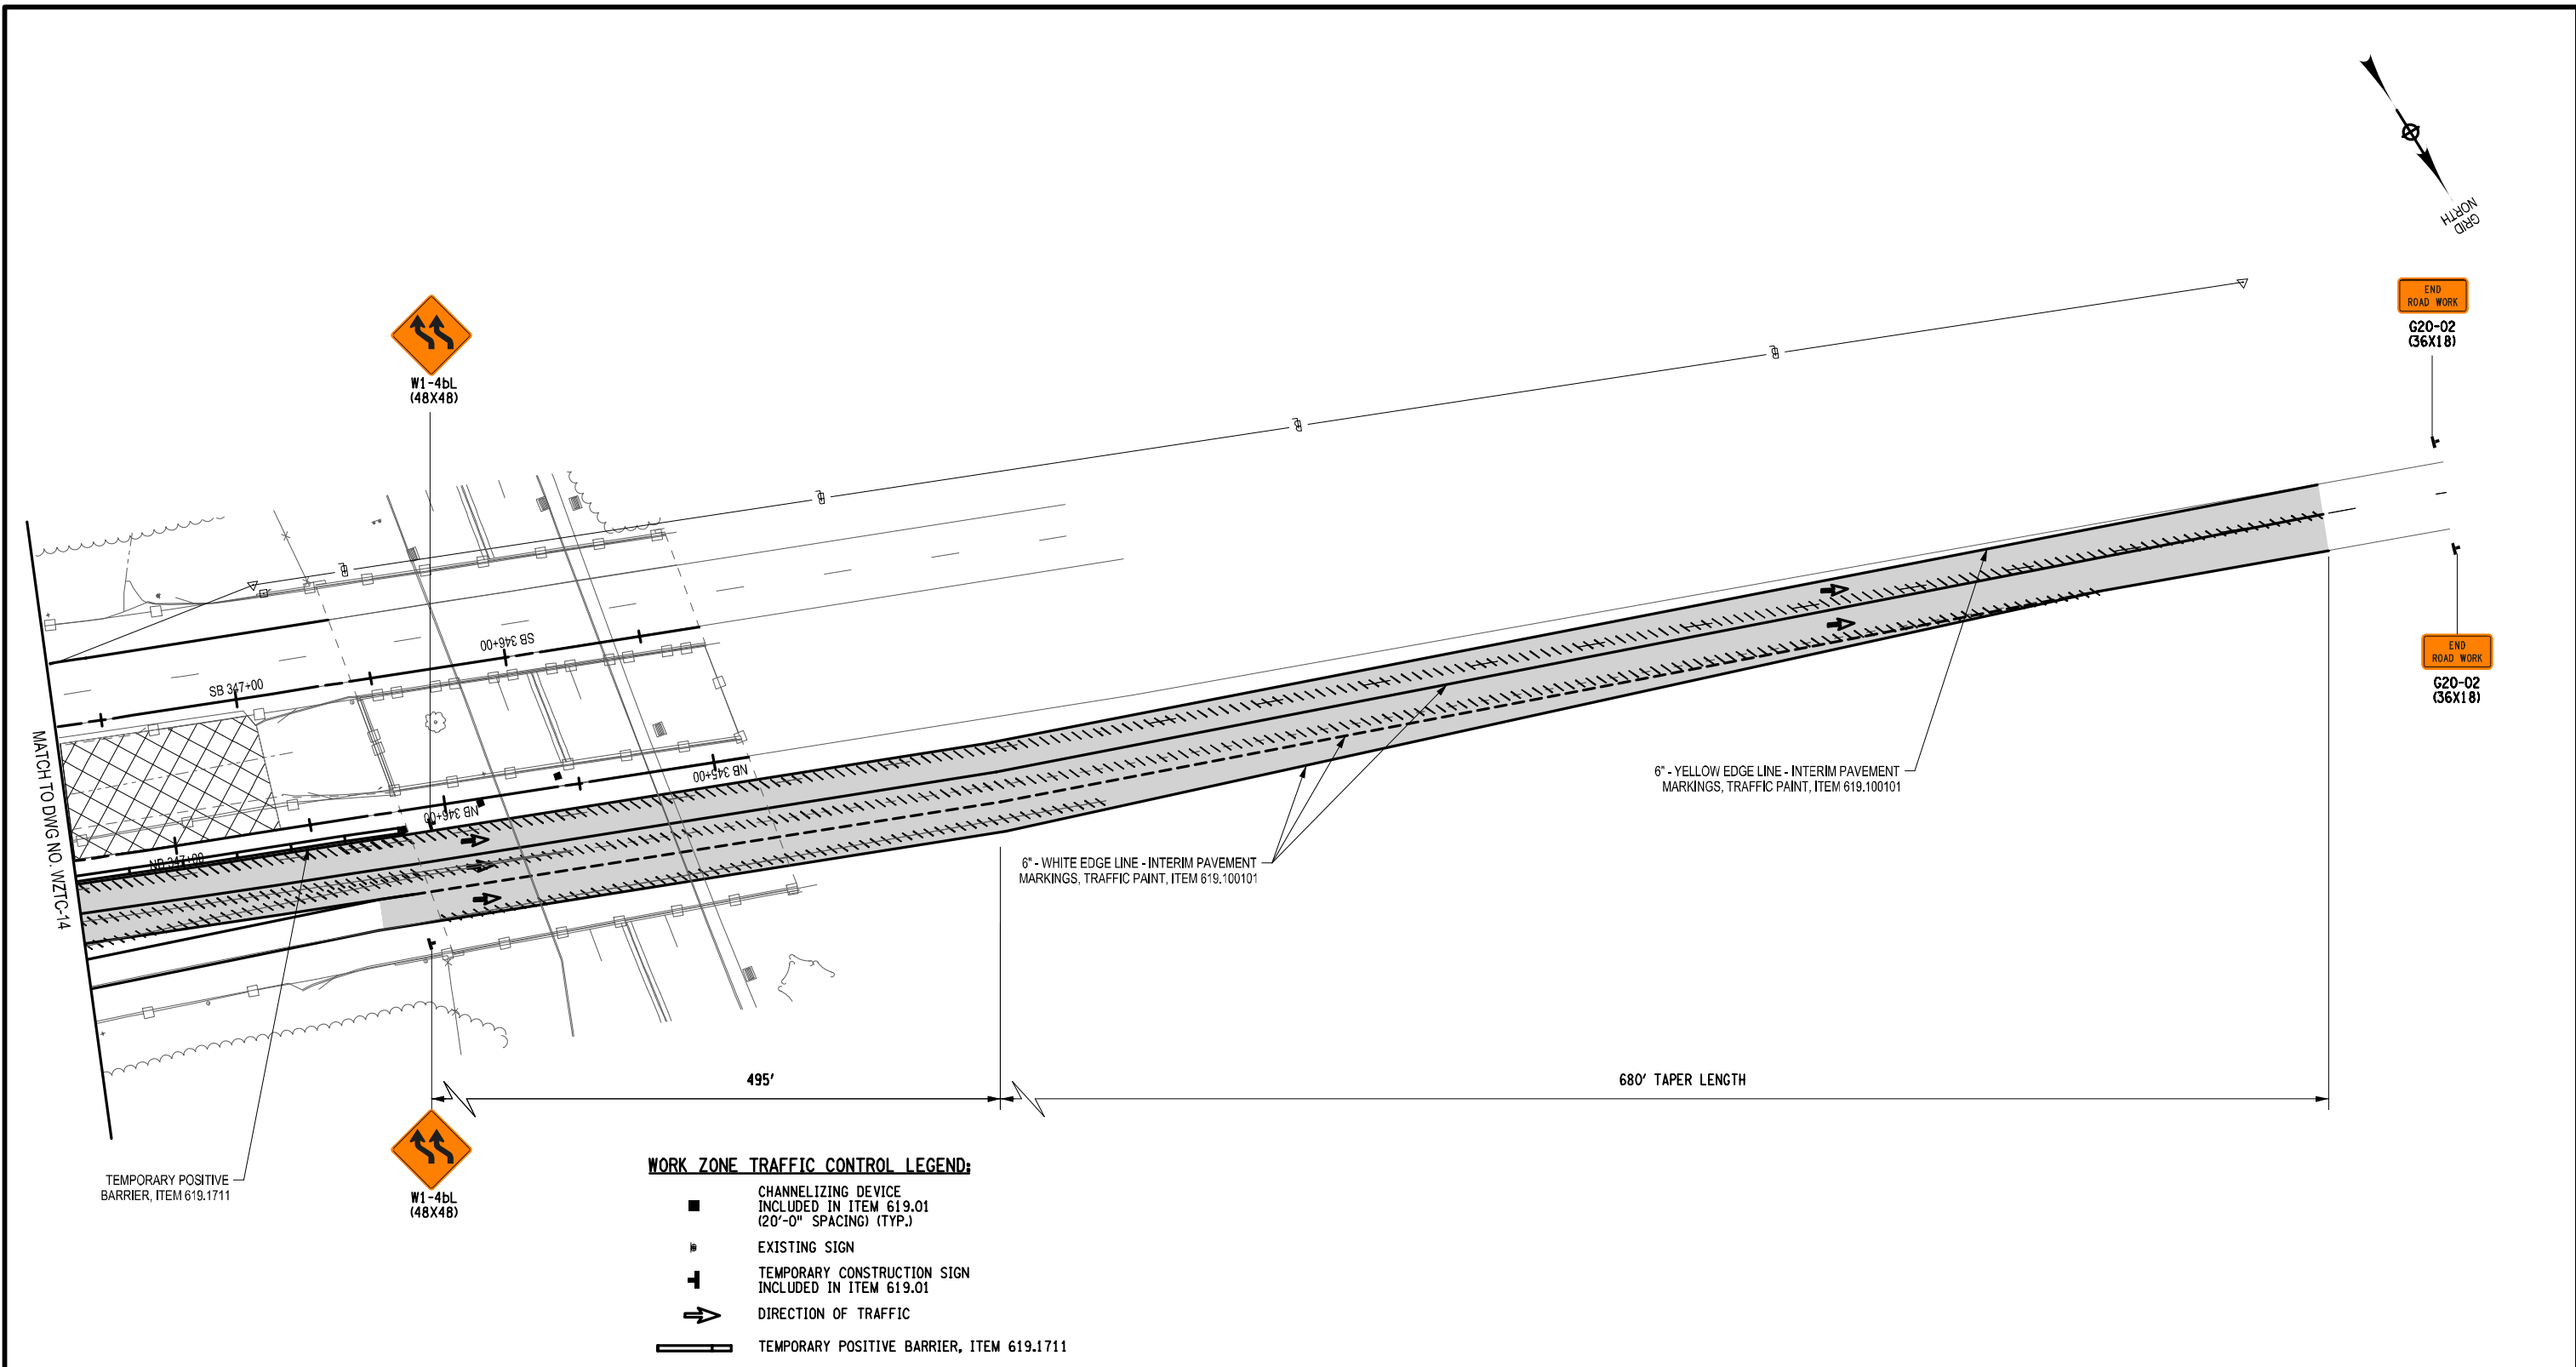 GRID
NORTH
END
ROAD WORK
G20-02
(36X18)
W1-4bL
(48X48)
SB 346+00
SB 347+00
MATCH TO DWG NO. WZTC-14
NB 345+00
NB 346+00
NB 347+00
END
ROAD WORK
G20-02
(36X18)
6" - YELLOW EDGE LINE - INTERIM PAVEMENT
MARKINGS, TRAFFIC PAINT, ITEM 619.100101
6" - WHITE EDGE LINE - INTERIM PAVEMENT
MARKINGS, TRAFFIC PAINT, ITEM 619.100101
495'
680' TAPER LENGTH
TEMPORARY POSITIVE
BARRIER, ITEM 619.1711
W1-4bL
(48X48)
WORK ZONE TRAFFIC CONTROL LEGEND:
CHANNELIZING DEVICE
INCLUDED IN ITEM 619.01
(20'-0" SPACING) (TYP.)
EXISTING SIGN
TEMPORARY CONSTRUCTION SIGN
INCLUDED IN ITEM 619.01
DIRECTION OF TRAFFIC
TEMPORARY POSITIVE BARRIER, ITEM 619.1711